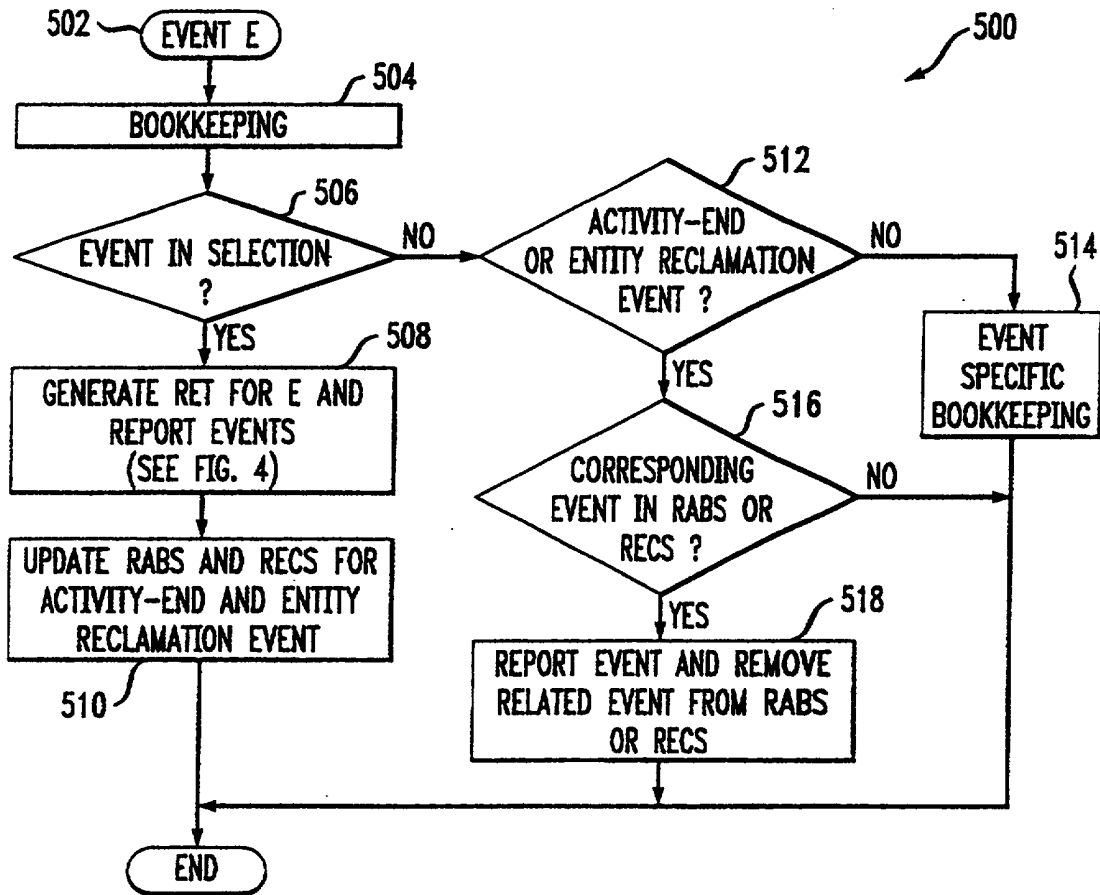 502
EVENT E
500
504
BOOKKEEPING
506
EVENT IN SELECTION
?
NO
YES
508
GENERATE RET FOR E AND
REPORT EVENTS
(SEE FIG. 4)
UPDATE RABS AND RECS FOR
ACTIVITY-END AND ENTITY
RECLAMATION EVENT
510
512
ACTIVITY-END
OR ENTITY RECLAMATION
EVENT ?
NO
514
EVENT
SPECIFIC
BOOKKEEPING
YES
516
CORRESPONDING
EVENT IN RABS OR
RECS ?
NO
YES
518
REPORT EVENT AND REMOVE
RELATED EVENT FROM RABS
OR RECS
END